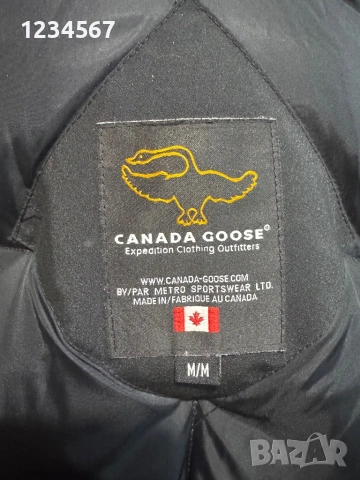 1234567
CANADA GOOSE®
Expedition Clothing Outfitters
WWW.CANADA-GOOSE.COM
BY/PAR METRO SPORTSWEAR LTD.
MADE IN/FABRIQUE AU CANADA
M/M
BAZAR